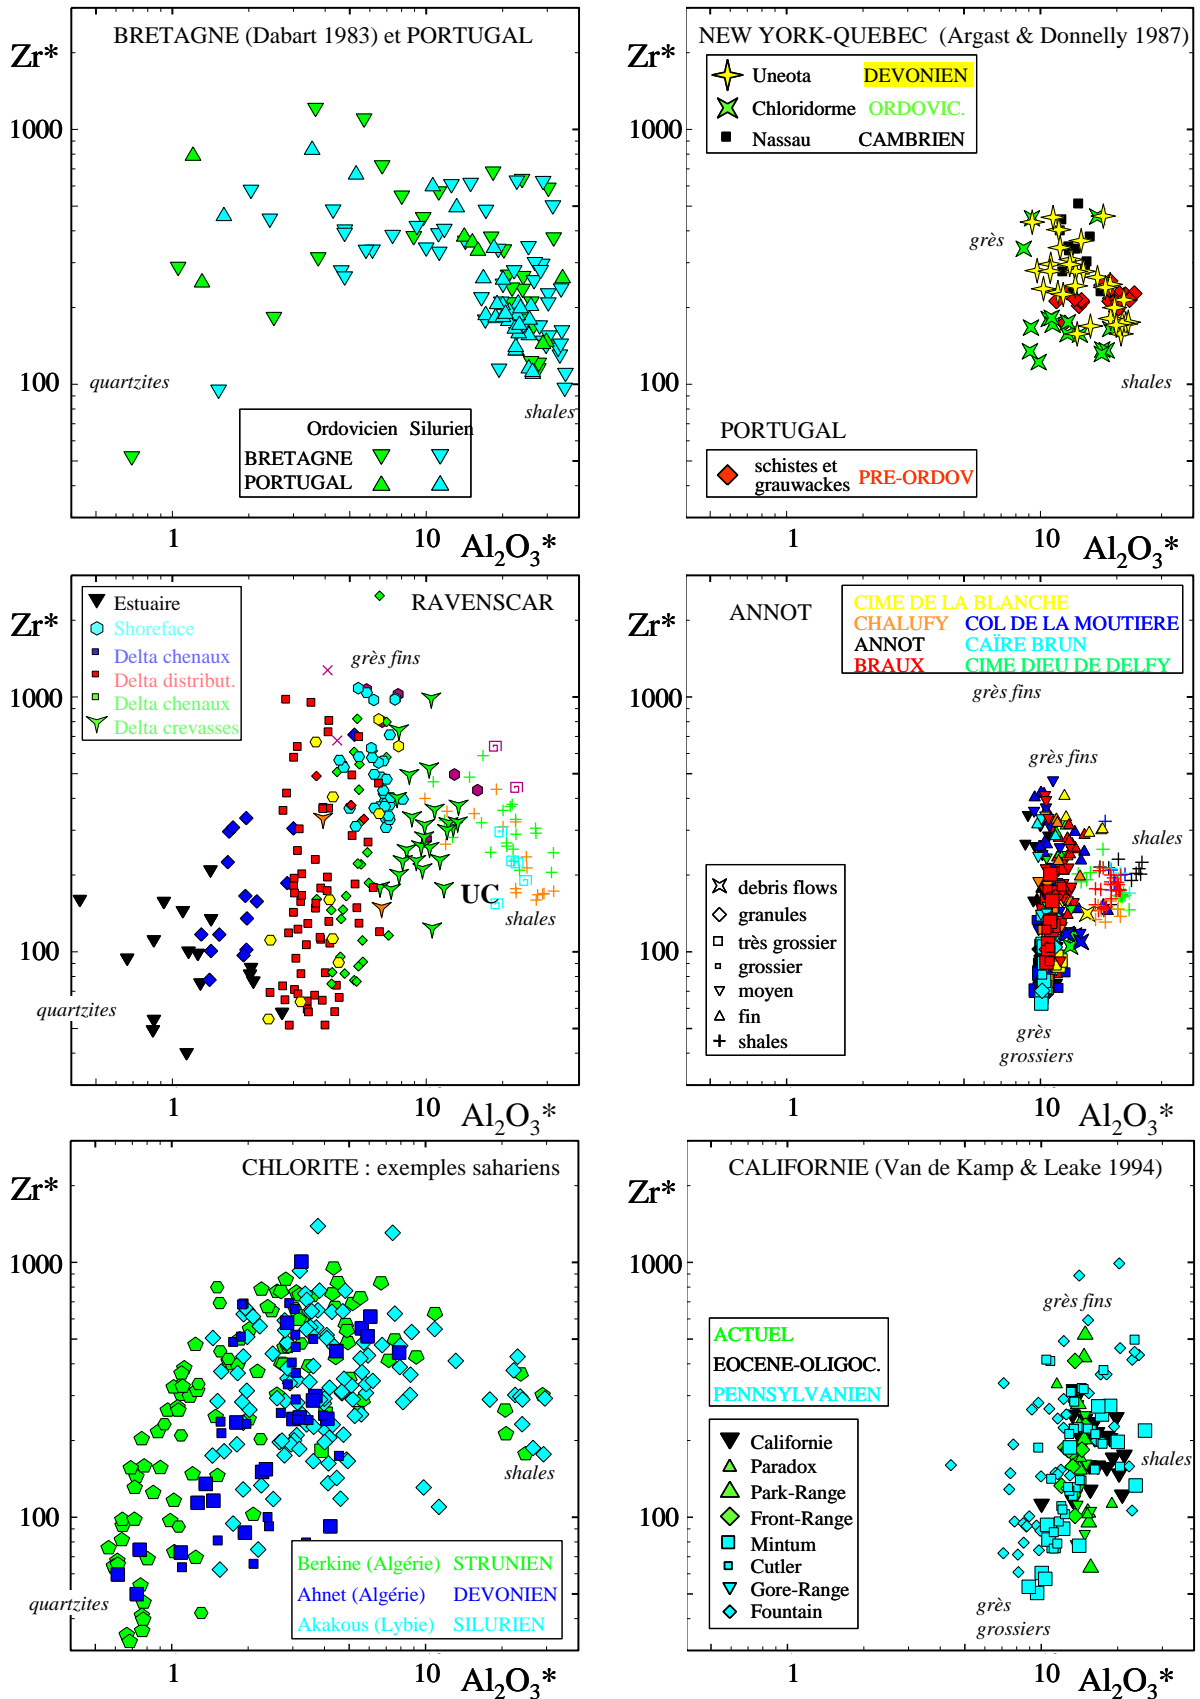 BRETAGNE (Dabart 1983) et PORTUGAL
Zr*
1000
100
quartzites
shales
Ordovicien Silurien
BRETAGNE
PORTUGAL
1
10
Al₂O₃*
NEW YORK-QUEBEC (Argast & Donnelly 1987)
Zr*
Uneota DEVONIEN
Chloridorme ORDOVIC.
Nassau CAMBRIEN
1000
grès
100
shales
PORTUGAL
schistes et
grauwackes PRE-ORDOV
1
10
Al₂O₃*
RAVENSCAR
Zr*
Estuaire
Shoreface
Delta chenaux
Delta distribut.
Delta chenaux
Delta crevasses
grès fins
1000
UC
shales
100
quartzites
1
10
Al₂O₃*
ANNOT
Zr*
CIME DE LA BLANCHE
CHALUFY COL DE LA MOUTIERE
ANNOT CAÏRE BRUN
BRAUX CIME DIEU DE DELFY
grès fins
1000
grès fins
shales
debris flows
granules
très grossier
grossier
moyen
fin
shales
100
grès
grossiers
1
10
Al₂O₃*
CHLORITE : exemples sahariens
Zr*
1000
shales
100
quartzites
Berkine (Algérie) STRUNIEN
Ahnet (Algérie) DEVONIEN
Akakous (Lybie) SILURIEN
1
10
Al₂O₃*
CALIFORNIE (Van de Kamp & Leake 1994)
Zr*
1000
grès fins
ACTUEL
EOCENE-OLIGOC.
PENNSYLVANIEN
Californie
Paradox
Park-Range
Front-Range
Mintum
Cutler
Gore-Range
Fountain
shales
100
grès
grossiers
1
10
Al₂O₃*